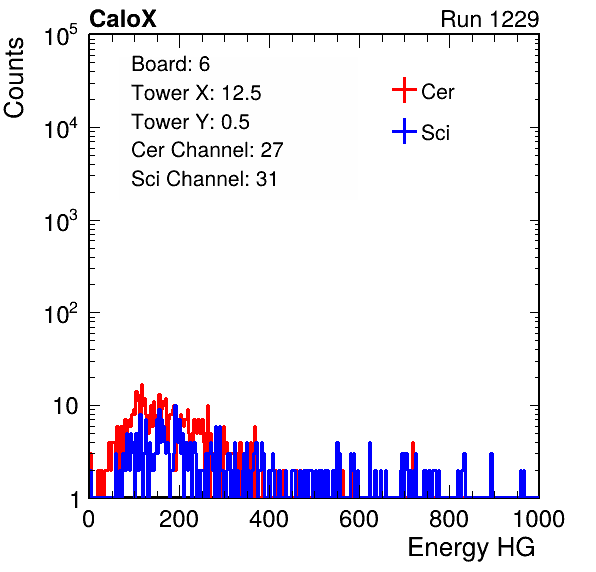 CaloX Run 1229
Counts
10^5
10^4
10^3
10^2
10
1
Board: 6
Tower X: 12.5
Tower Y: 0.5
Cer Channel: 27
Sci Channel: 31
Cer
Sci
0 200 400 600 800 1000
Energy HG